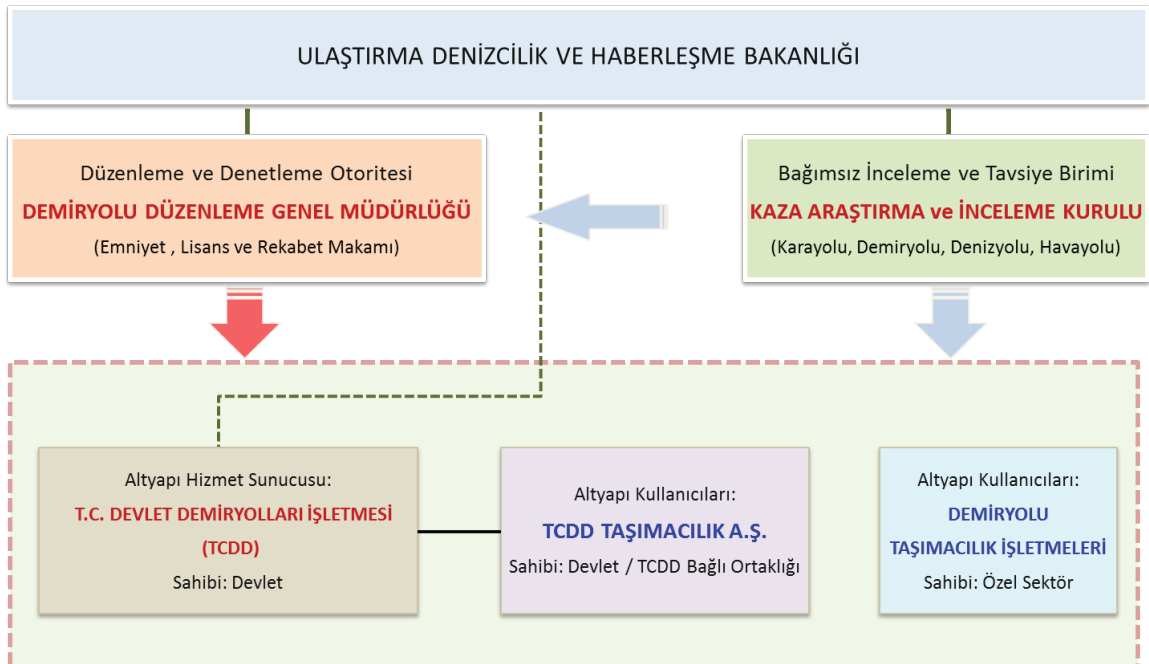 ULAŞTIRMA DENİZCİLİK VE HABERLEŞME BAKANLIĞI
Düzenleme ve Denetleme Otoritesi
DEMİRYOLU DÜZENLEME GENEL MÜDÜRLÜĞÜ
(Emniyet , Lisans ve Rekabet Makamı)
Bağımsız İnceleme ve Tavsiye Birimi
KAZA ARAŞTIRMA ve İNCELEME KURULU
(Karayolu, Demiryolu, Denizyolu, Havayolu)
Altyapı Hizmet Sunucusu:
T.C. DEVLET DEMİRYOLLARI İŞLETMESİ
(TCDD)
Sahibi: Devlet
Altyapı Kullanıcıları:
TCDD TAŞIMACILIK A.Ş.
Sahibi: Devlet / TCDD Bağlı Ortaklığı
Altyapı Kullanıcıları:
DEMİRYOLU
TAŞIMACILIK İŞLETMELERİ
Sahibi: Özel Sektör